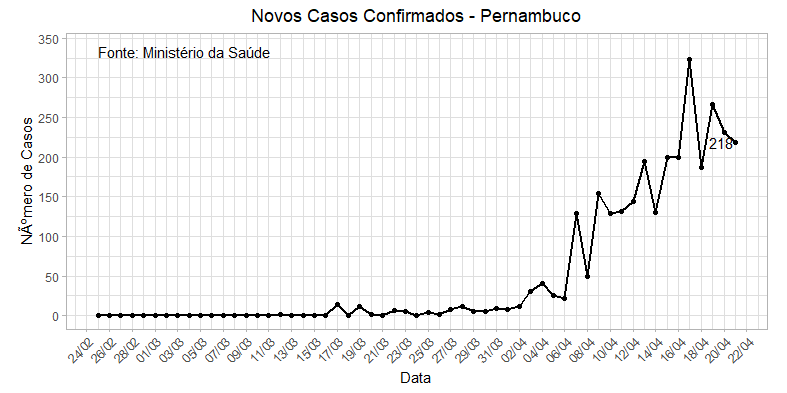 Novos Casos Confirmados - Pernambuco
Fonte: Ministério da Saúde
350
300
250
200
150
100
50
0
NÃºmero de Casos
218
24/02 26/02 28/02 01/03 03/03 05/03 07/03 09/03 11/03 13/03 15/03 17/03 19/03 21/03 23/03 25/03 27/03 29/03 31/03 02/04 04/04 06/04 08/04 10/04 12/04 14/04 16/04 18/04 20/04 22/04
Data